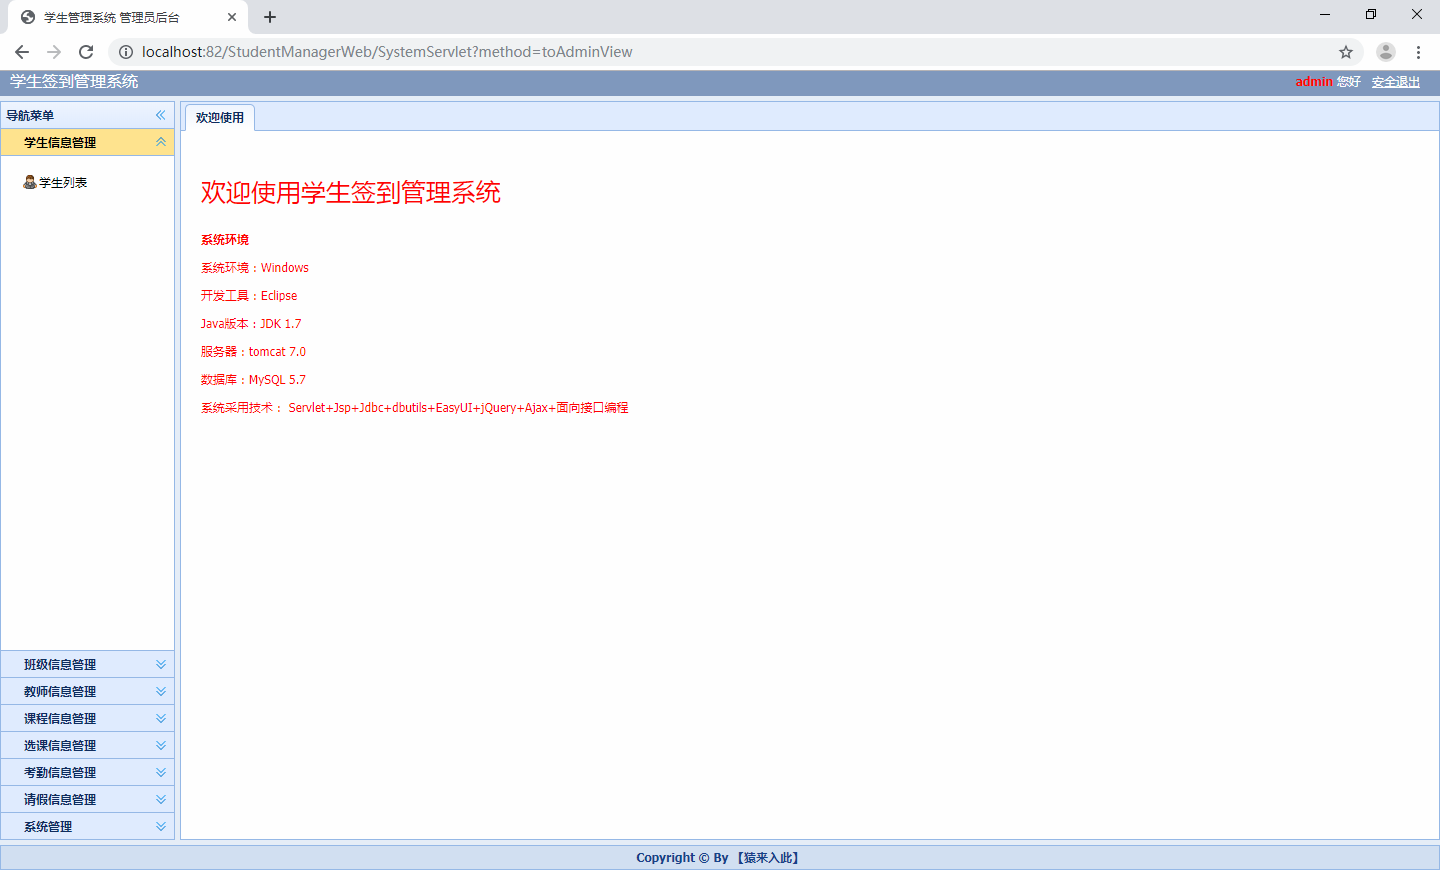 学生管理系统 管理员后台
localhost:82/StudentManagerWeb/SystemServlet?method=toAdminView
学生签到管理系统
admin 您好 安全退出
导航菜单
学生信息管理
学生列表
班级信息管理
教师信息管理
课程信息管理
选课信息管理
考勤信息管理
请假信息管理
系统管理
欢迎使用
欢迎使用学生签到管理系统
系统环境
系统环境：Windows
开发工具：Eclipse
Java版本：JDK 1.7
服务器：tomcat 7.0
数据库：MySQL 5.7
系统采用技术： Servlet+Jsp+Jdbc+dbutils+EasyUI+jQuery+Ajax+面向接口编程
Copyright © By 【猿来入此】